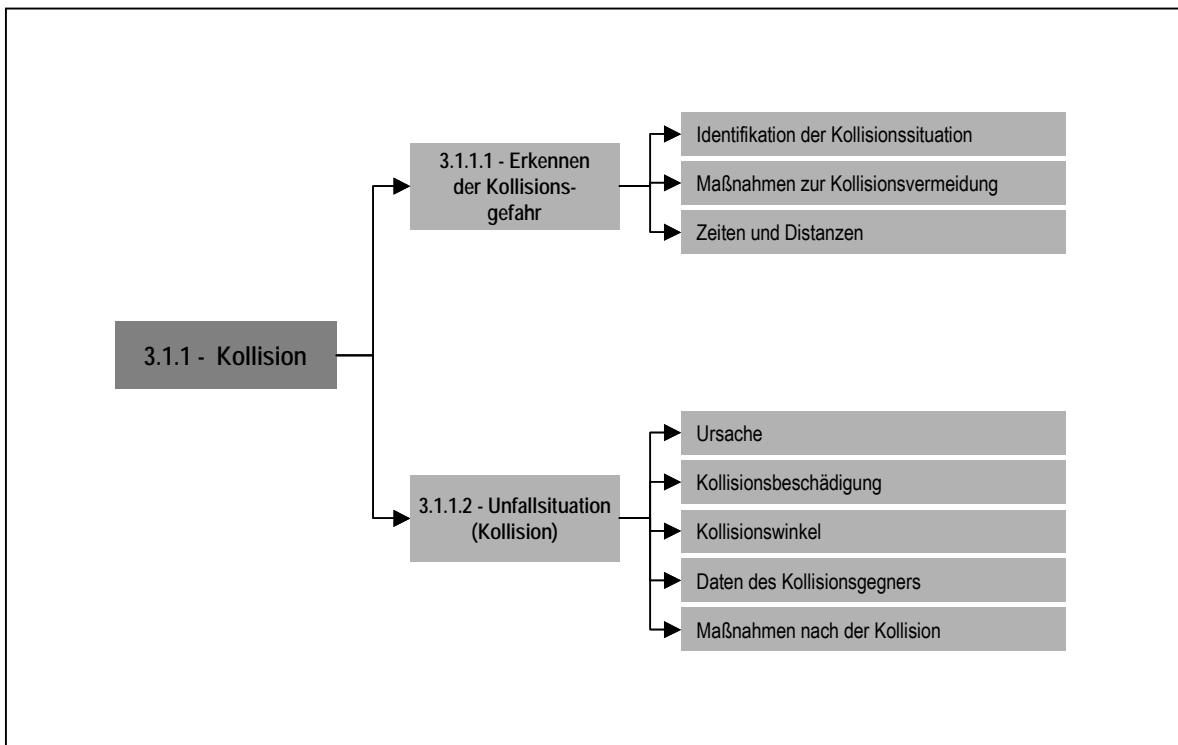 3.1.1 - Kollision
3.1.1.1 - Erkennen
der Kollisions-
gefahr
Identifikation der Kollisionssituation
Maßnahmen zur Kollisionsvermeidung
Zeiten und Distanzen
3.1.1.2 - Unfallsituation
(Kollision)
Ursache
Kollisionsbeschädigung
Kollisionswinkel
Daten des Kollisionsgegners
Maßnahmen nach der Kollision